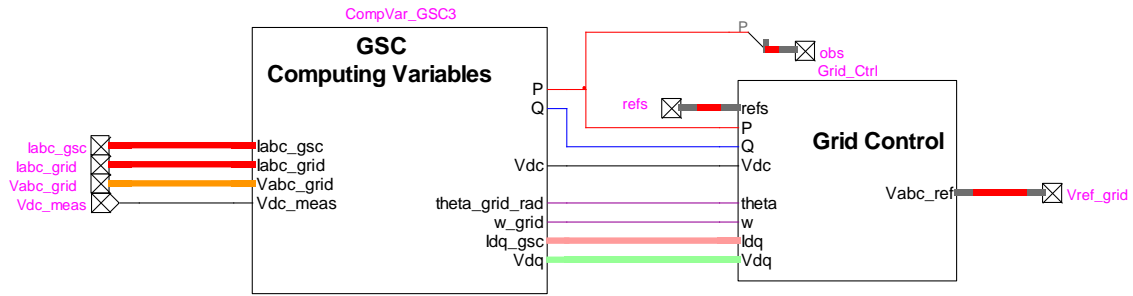 CompVar_GSC3
GSC
Computing Variables
P
Q
Vdc
theta_grid_rad
w_grid
Idq_gsc
Vdq
Iabc_gsc
Iabc_grid
Vabc_grid
Vdc_meas
Iabc_gsc
Iabc_grid
Vabc_grid
Vdc_meas
P
obs
Grid_Ctrl
refs
refs
P
Q
Vdc
theta
w
Idq
Vdq
Grid Control
Vabc_ref
Vref_grid